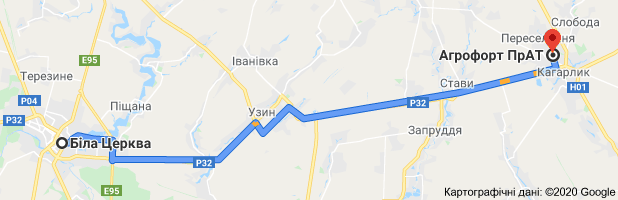 Слобода
Переселення
Агрофорт ПрАТ
Іванівка
E95
Терезине
Кагарлик
Стави
P04
Піщана
H01
P32
Узин
P32
Запруддя
Біла Церква
P32
E95
Картографічні дані: ©2020 Google